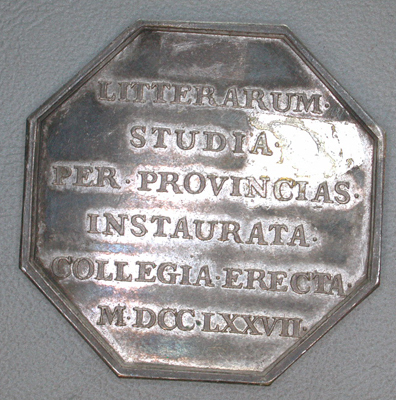 LITTERARUM·
STUDIA·
PER·PROVINCIAS·
INSTAURATA·
COLLEGIA·ERECTA·
M·DCC·LXXVII·